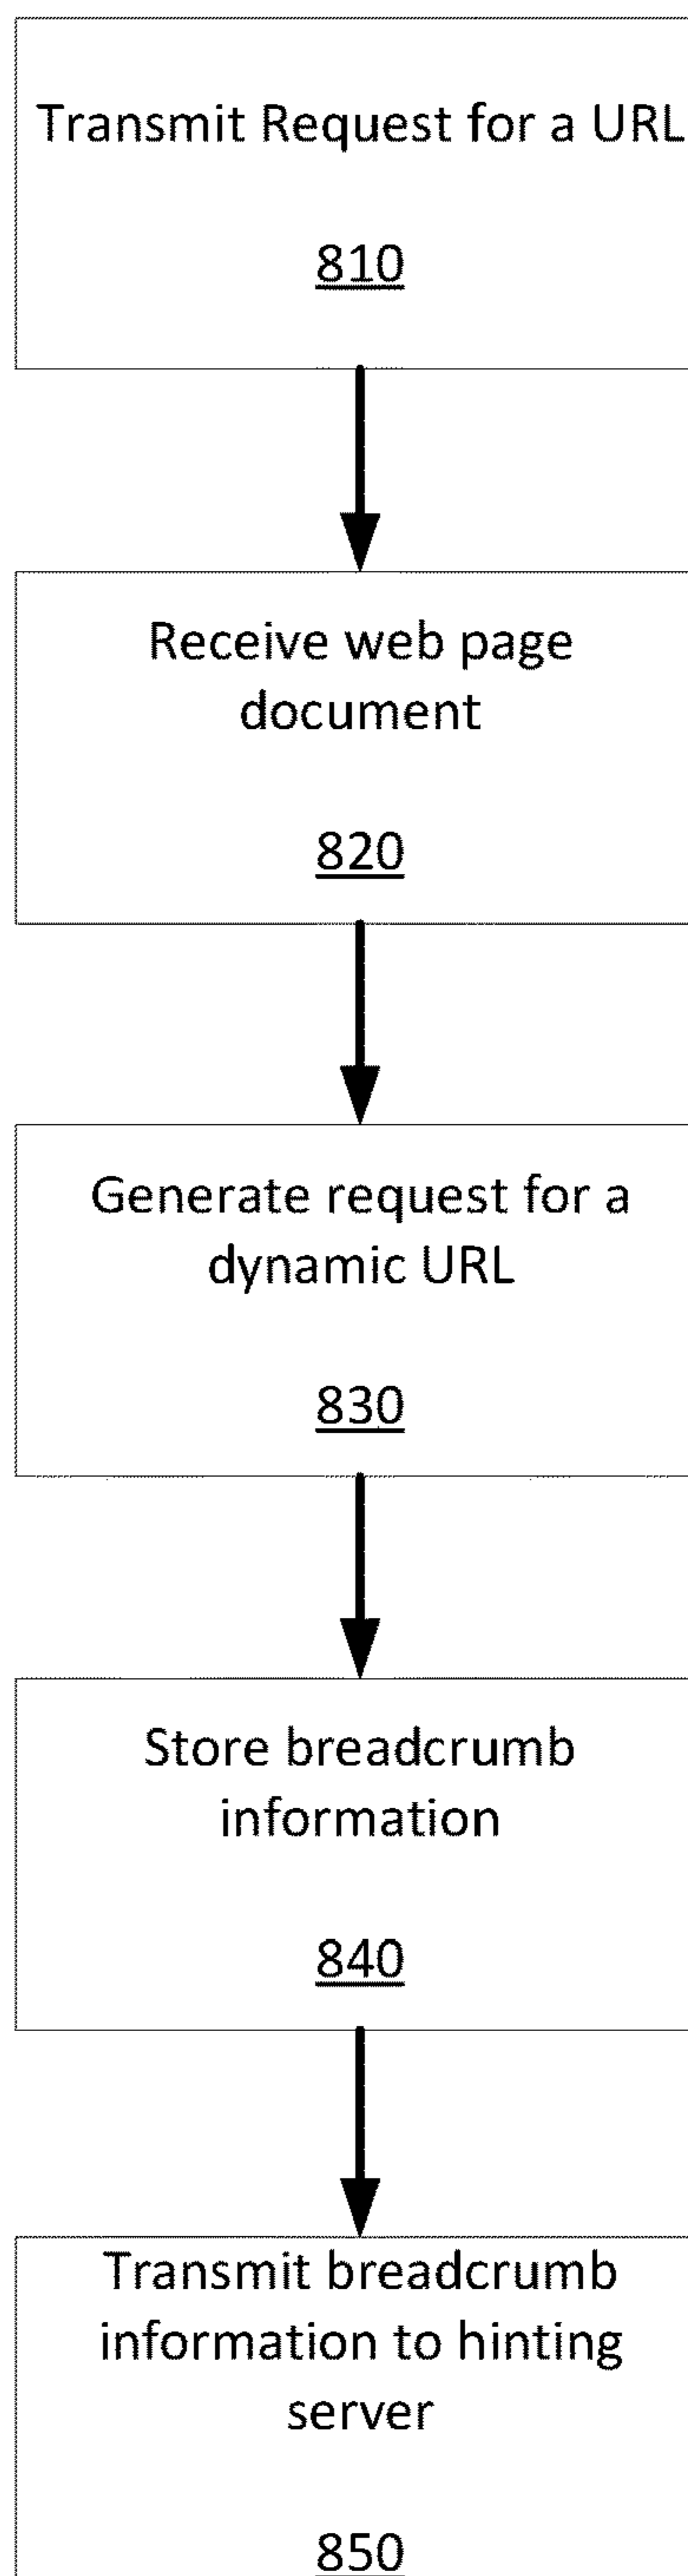 Transmit Request for a URL
810
Receive web page
document
820
Generate request for a
dynamic URL
830
Store breadcrumb
information
840
Transmit breadcrumb
information to hinting
server
850